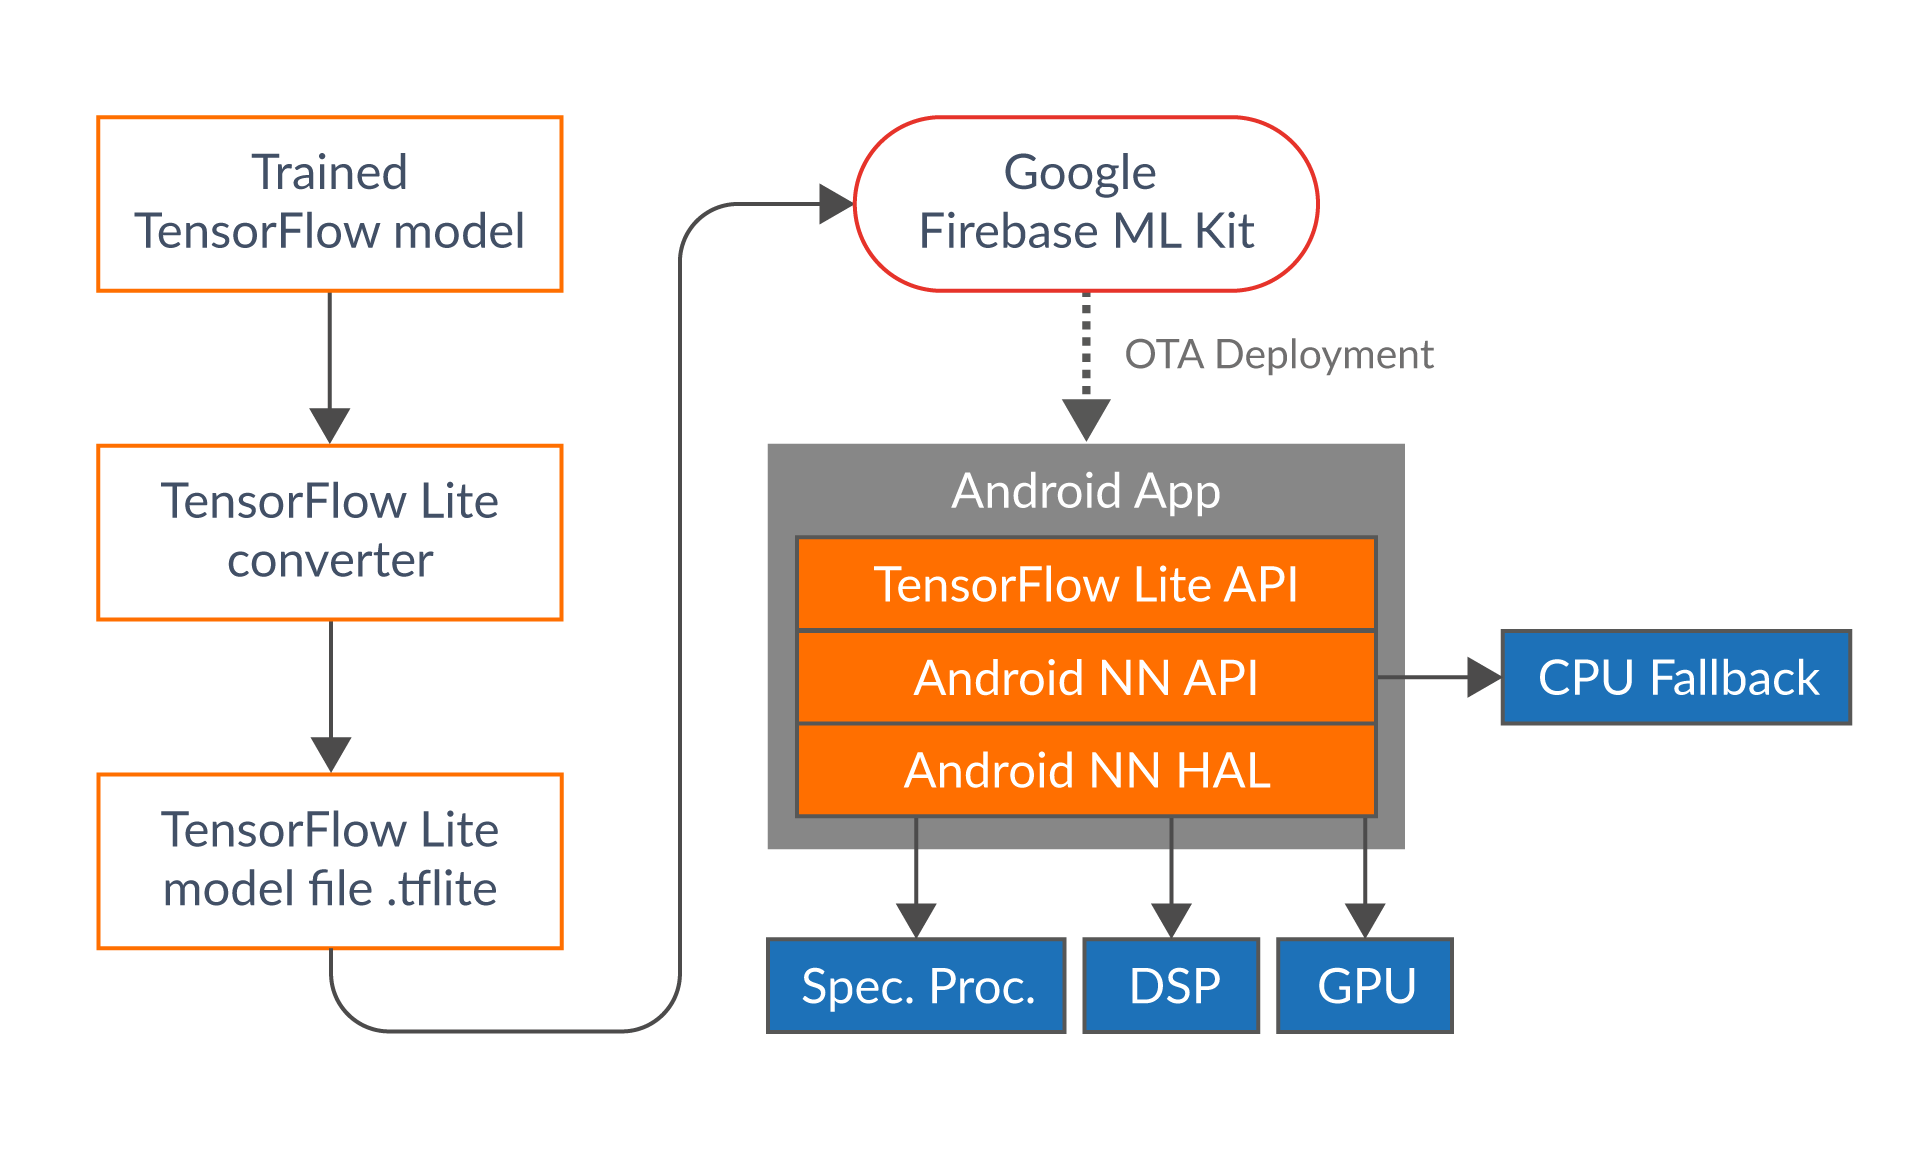 Trained
TensorFlow model
TensorFlow Lite
converter
TensorFlow Lite
model file .tflite
Google
Firebase ML Kit
OTA Deployment
Android App
TensorFlow Lite API
Android NN API
Android NN HAL
CPU Fallback
Spec. Proc.
DSP
GPU